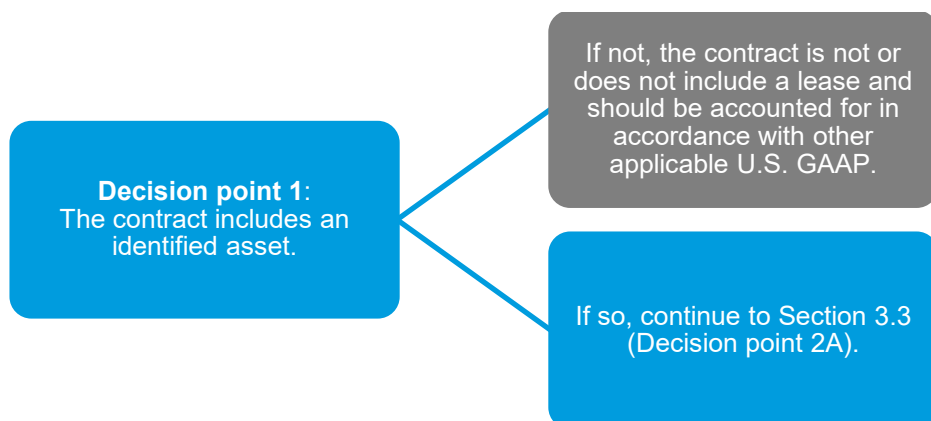 Decision point 1:
The contract includes an
identified asset.
If not, the contract is not or
does not include a lease and
should be accounted for in
accordance with other
applicable U.S. GAAP.
If so, continue to Section 3.3
(Decision point 2A).